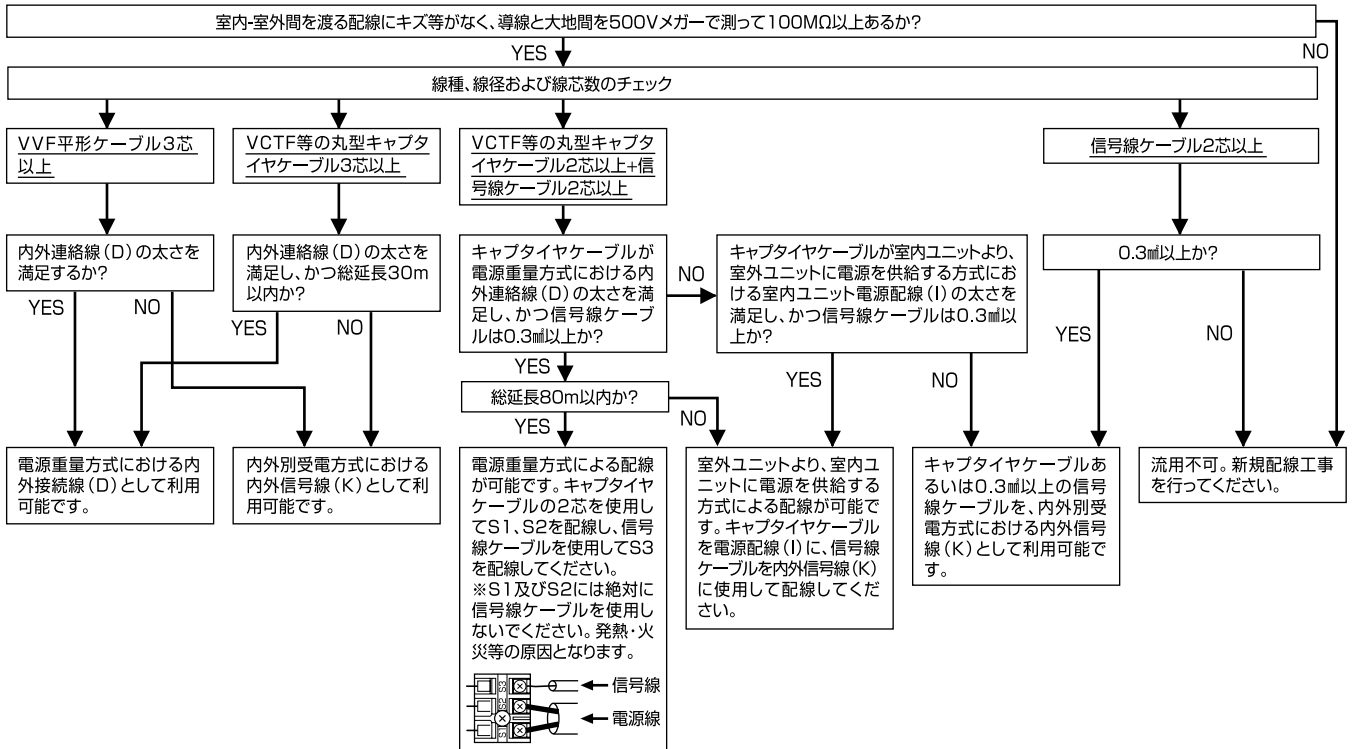 室内-室外間を渡る配線にキズ等がなく、導線と大地間を500Vメガーで測って100MΩ以上あるか?
YES
NO
線種、線径および線芯数のチェック
VVF平形ケーブル3芯
以上
VCTF等の丸型キャプタ
イヤケーブル3芯以上
VCTF等の丸型キャプタ
イヤケーブル2芯以上+信
号線ケーブル2芯以上
信号線ケーブル2芯以上
内外連絡線(D)の太さを
満足するか?
内外連絡線(D)の太さを
満足し、かつ総延長30m
以内か?
キャプタイヤケーブルが
電源重量方式における内
外連絡線(D)の太さを満
足し、かつ信号線ケーブ
ルは0.3㎟以上か?
NO
キャプタイヤケーブルが室内ユニットより、
室外ユニットに電源を供給する方式にお
ける室内ユニット電源配線(I)の太さを
満足し、かつ信号線ケーブルは0.3㎟以
上か?
0.3㎟以上か?
YES
NO
YES
NO
YES
YES
NO
YES
NO
総延長80m以内か?
YES
NO
電源重量方式における内
外接続線(D)として利用
可能です。
内外別受電方式における
内外信号線(K)として利
用可能です。
電源重量方式による配線
が可能です。キャプタイヤ
ケーブルの2芯を使用し
てS1、S2を配線し、信号
線ケーブルを使用してS3
を配線してください。
※S1及びS2には絶対に
信号線ケーブルを使用し
ないでください。発熱・火
災等の原因となります。
S3
S2
S1
信号線
電源線
室外ユニットより、室内ユ
ニットに電源を供給する
方式による配線が可能で
す。キャプタイヤケーブル
を電源配線(I)に、信号線
ケーブルを内外信号線(K)
に使用して配線してくだ
さい。
キャプタイヤケーブルあ
るいは0.3㎟以上の信号
線ケーブルを、内外別受
電方式における内外信号
線(K)として利用可能で
す。
流用不可。新規配線工事
を行ってください。